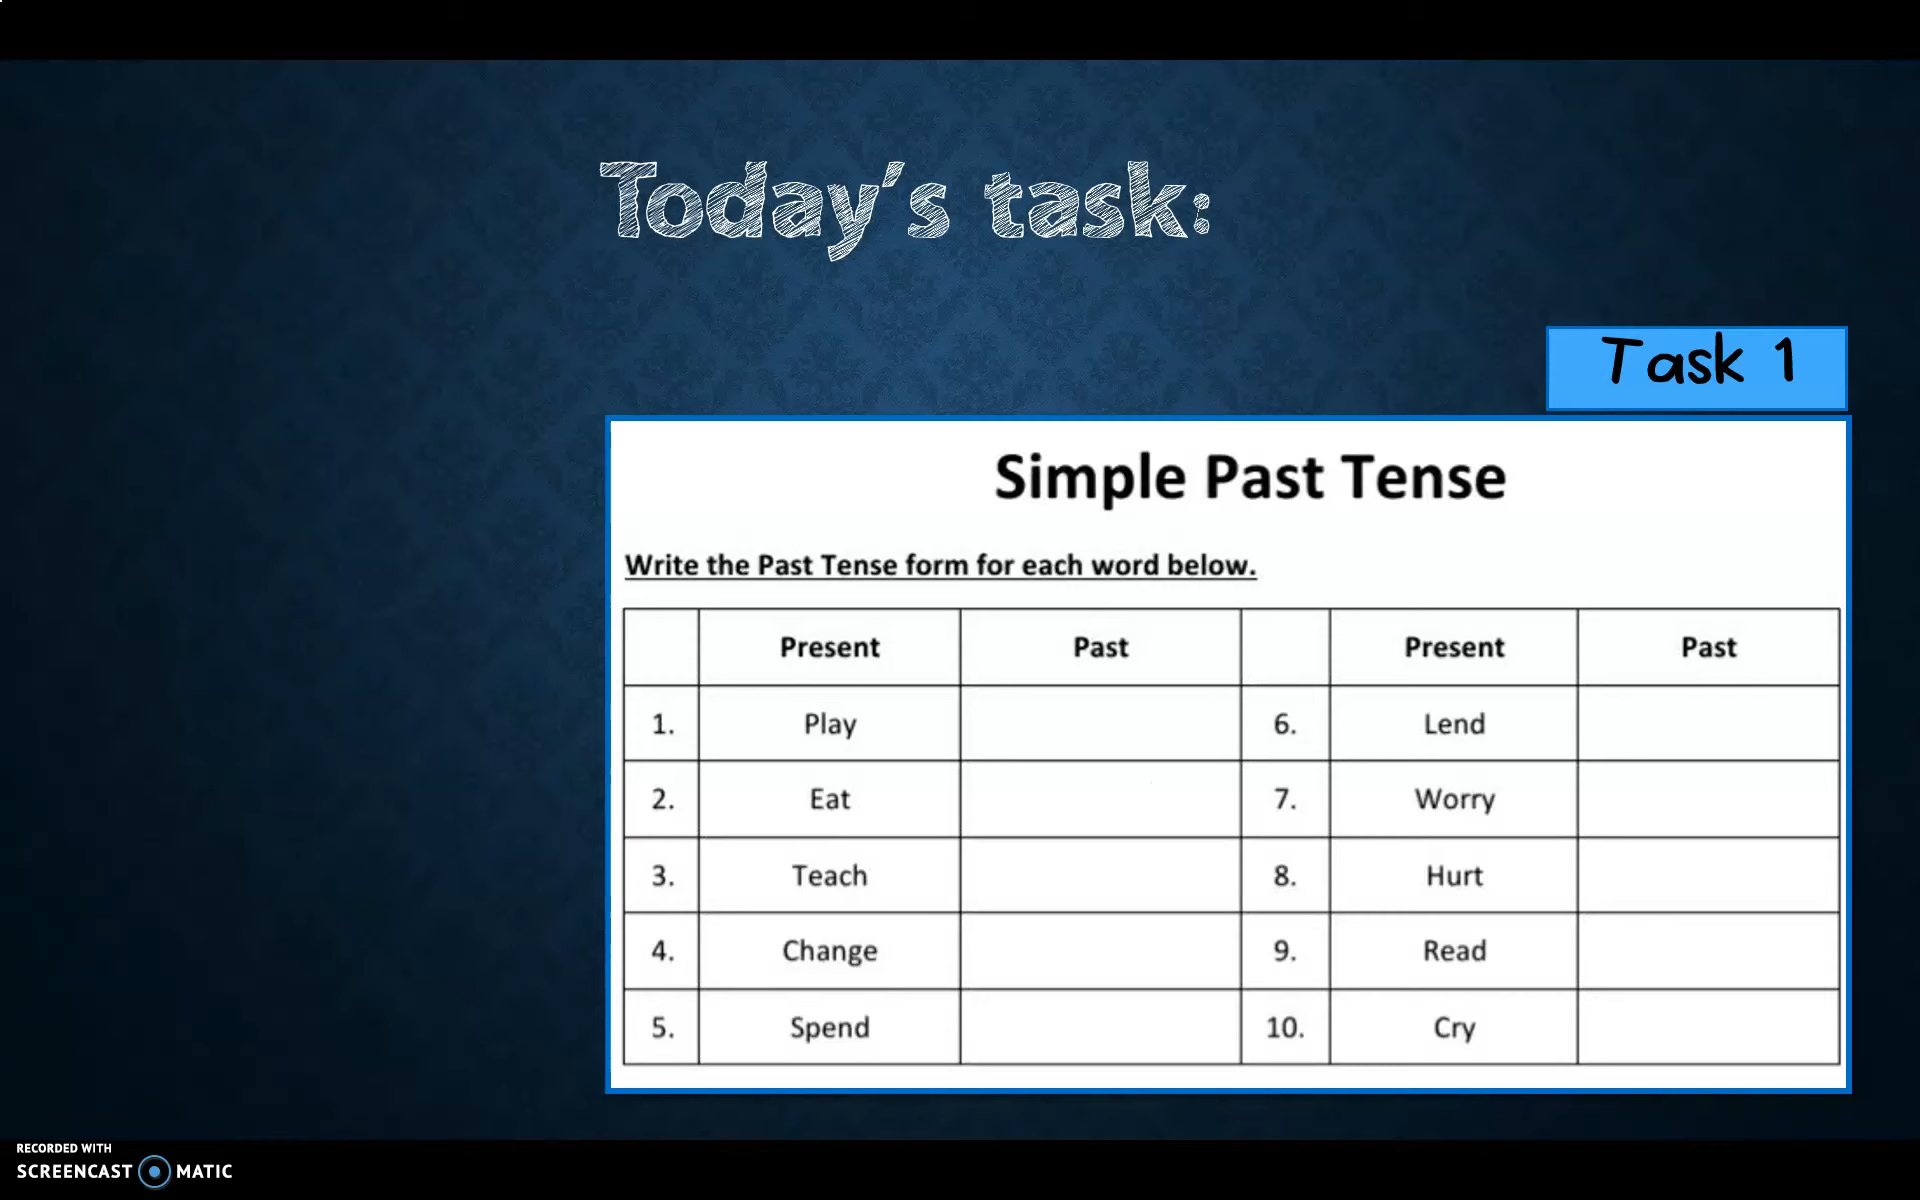 Today's task:
Task 1
Simple Past Tense
Write the Past Tense form for each word below.
Present Past Present Past
1. Play 6. Lend
2. Eat 7. Worry
3. Teach 8. Hurt
4. Change 9. Read
5. Spend 10. Cry
RECORDED WITH
SCREENCAST MATIC